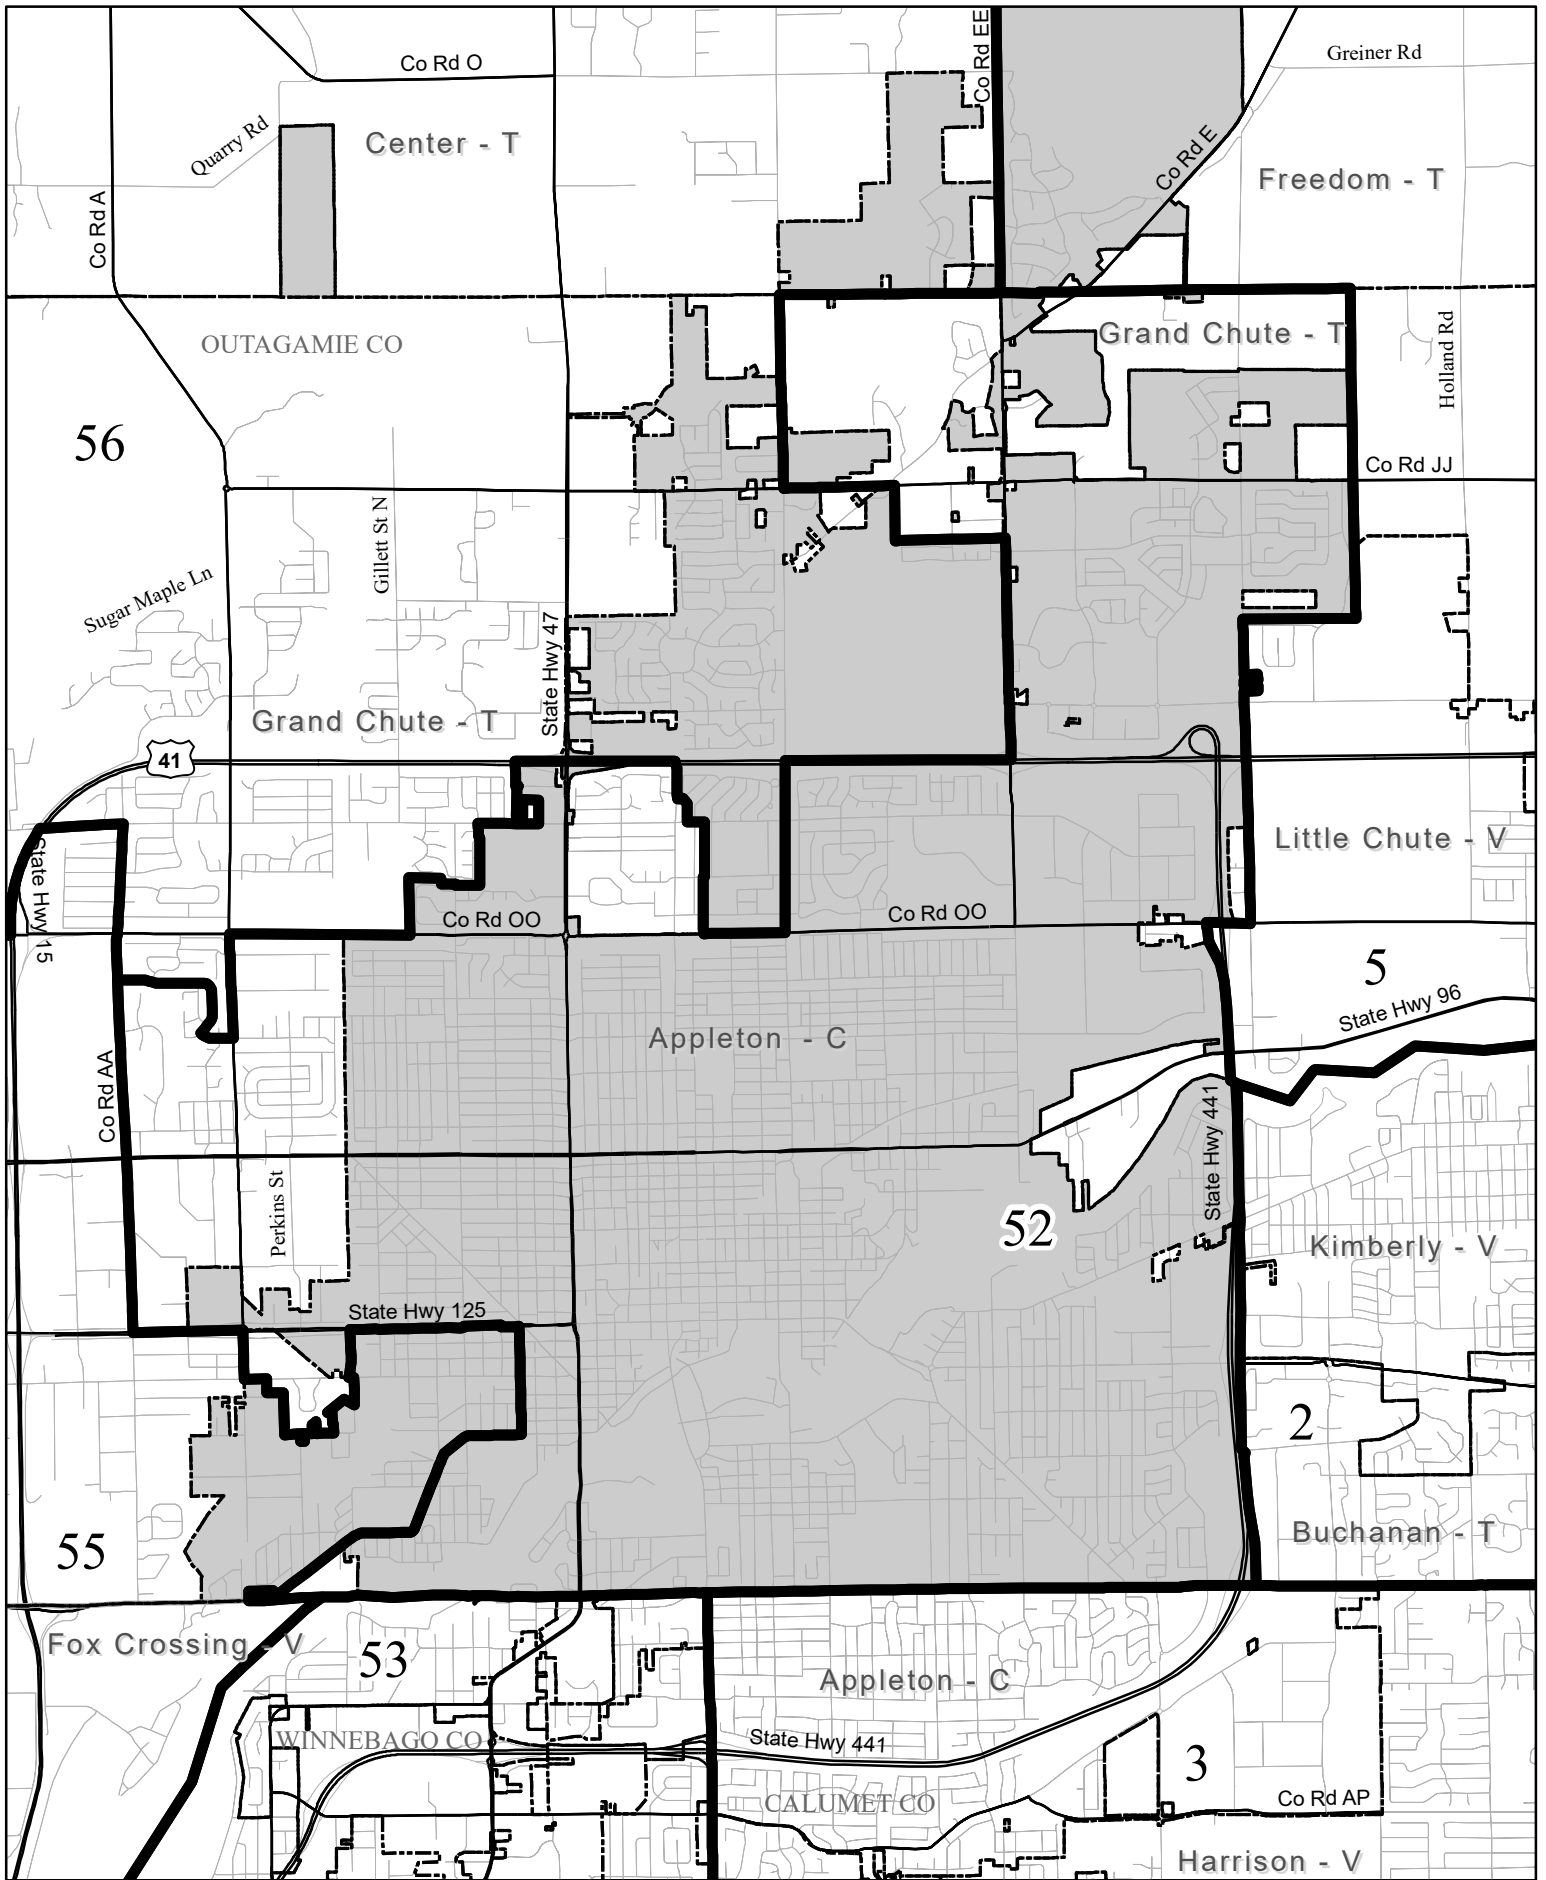 Co Rd O
Co Rd EE
Greiner Rd
Quarry Rd
Center - T
Co Rd E
Freedom - T
Co Rd A
OUTAGAMIE CO
Grand Chute - T
Holland Rd
56
Co Rd JJ
Gillett St N
Sugar Maple Ln
State Hwy 47
Grand Chute - T
41
Little Chute - V
State Hwy 15
Co Rd OO
Co Rd OO
5
State Hwy 96
Appleton - C
Co Rd AA
State Hwy 441
Perkins St
52
Kimberly - V
State Hwy 125
2
Buchanan - T
55
Fox Crossing - V
53
Appleton - C
WINNEBAGO CO
State Hwy 441
3
CALUMET CO
Co Rd AP
Harrison - V